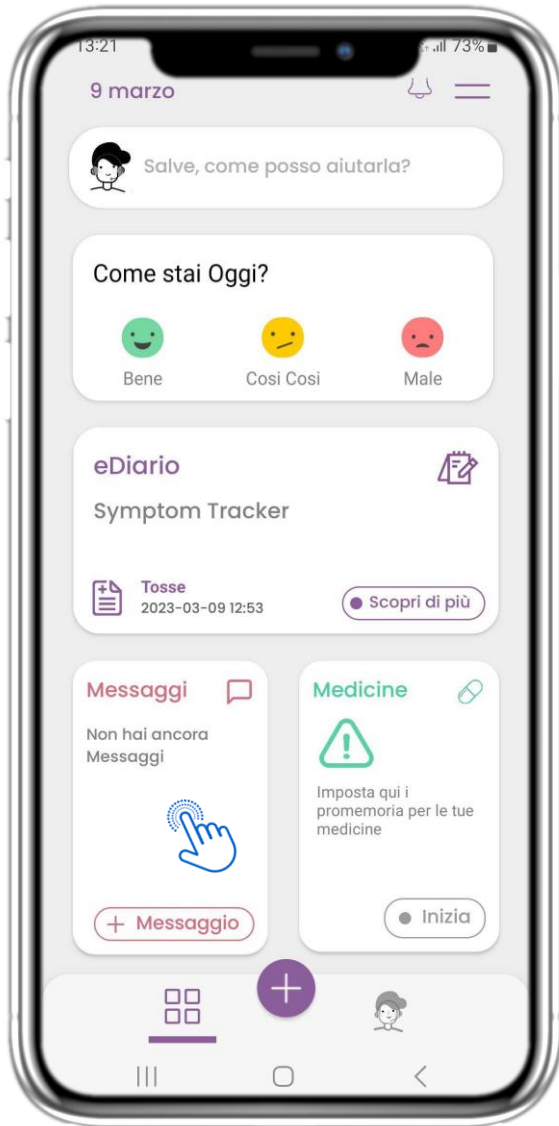 13:21
73%
9 marzo
Salve, come posso aiutarla?
Come stai Oggi?
Bene
Cosi Cosi
Male
eDiario
Symptom Tracker
Tosse
2023-03-09 12:53
Scopri di più
Messaggi
Non hai ancora
Messaggi
+ Messaggio
Medicine
Imposta qui i
promemoria per le tue
medicine
Inizia